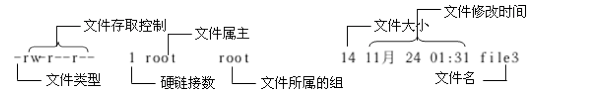 文件存取控制 文件属主 文件大小 文件修改时间
-rw-r--r-- 1 root root 14 11月 24 01:31 file3
文件类型 硬链接数 文件所属的组 文件名